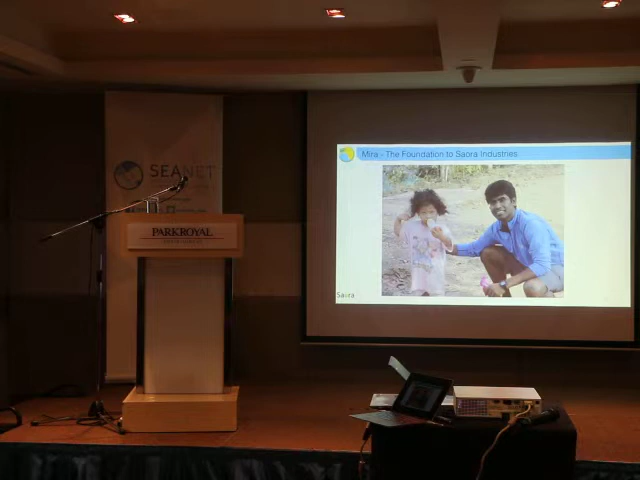 SEANET
PARKROYAL
Mira - The Foundation to Saora Industries
Saora